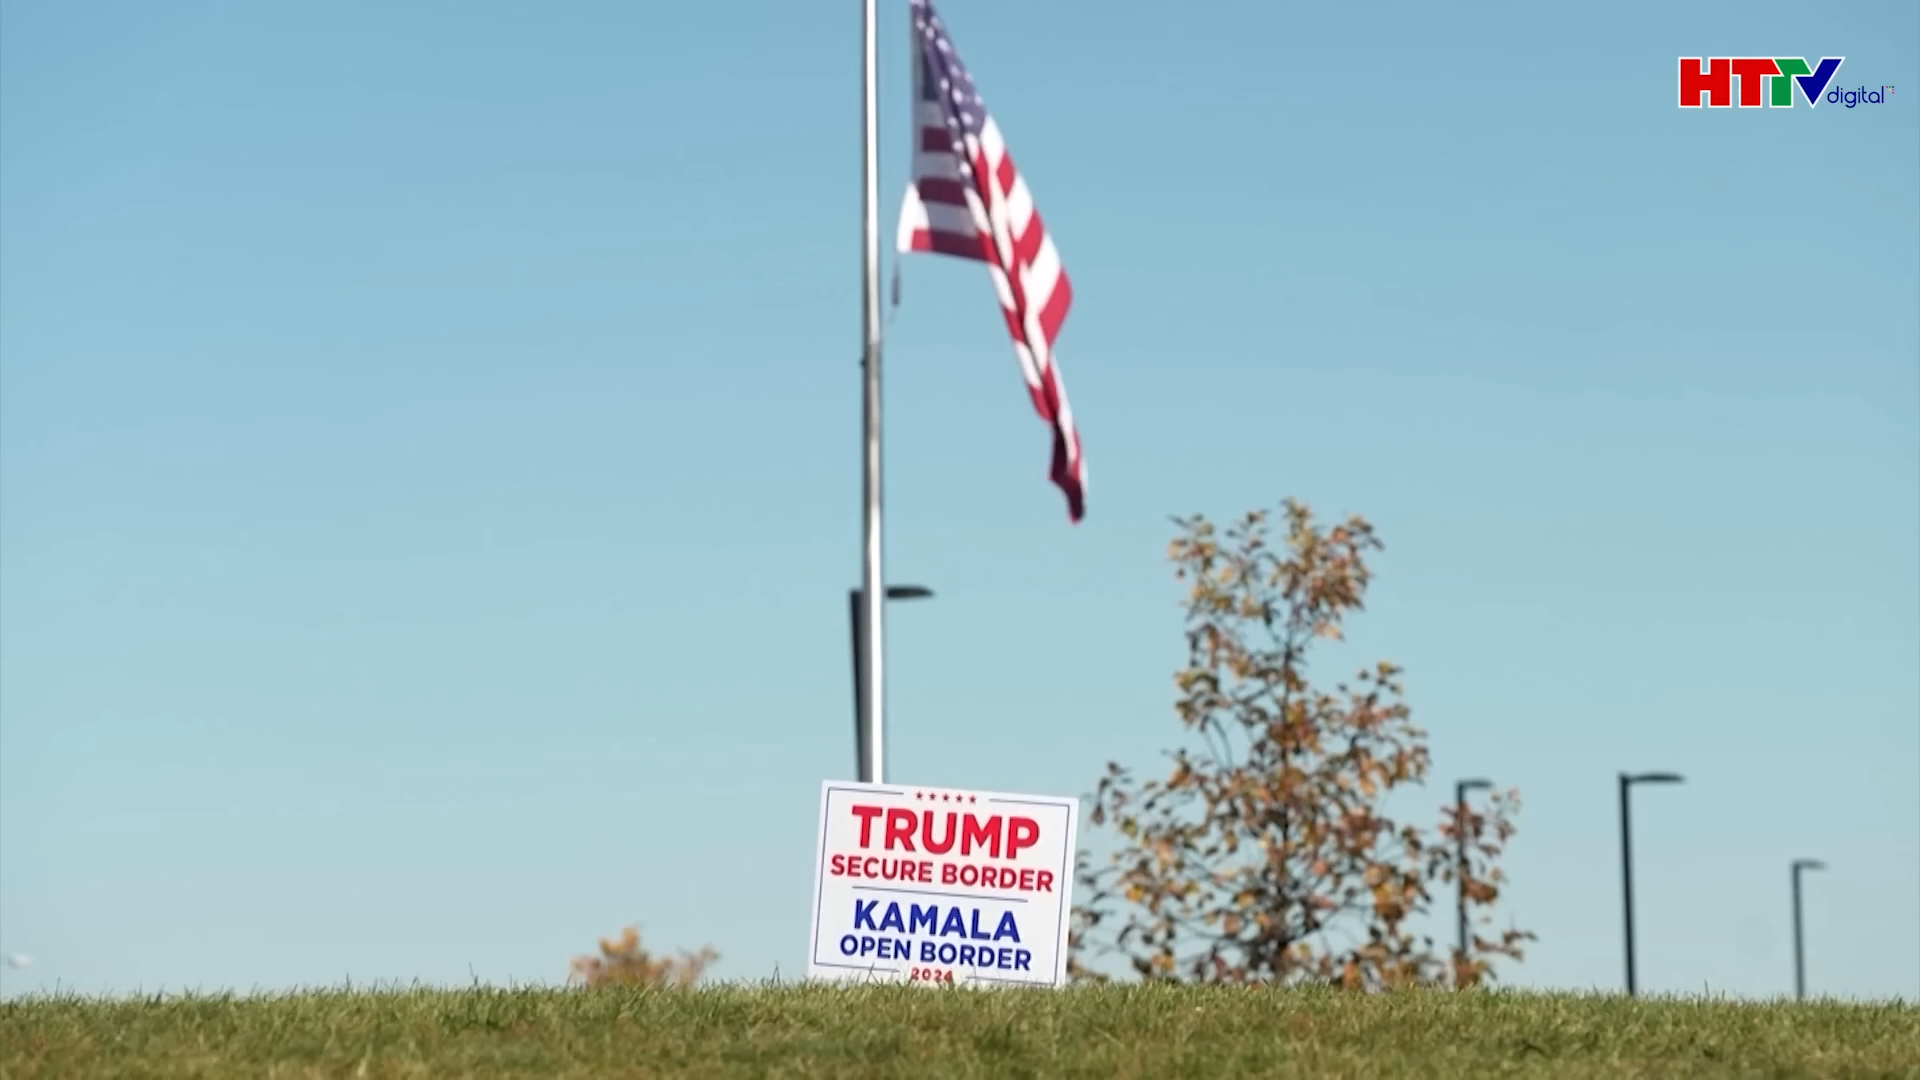 HTTV digital
TRUMP
SECURE BORDER
KAMALA
OPEN BORDER
2024